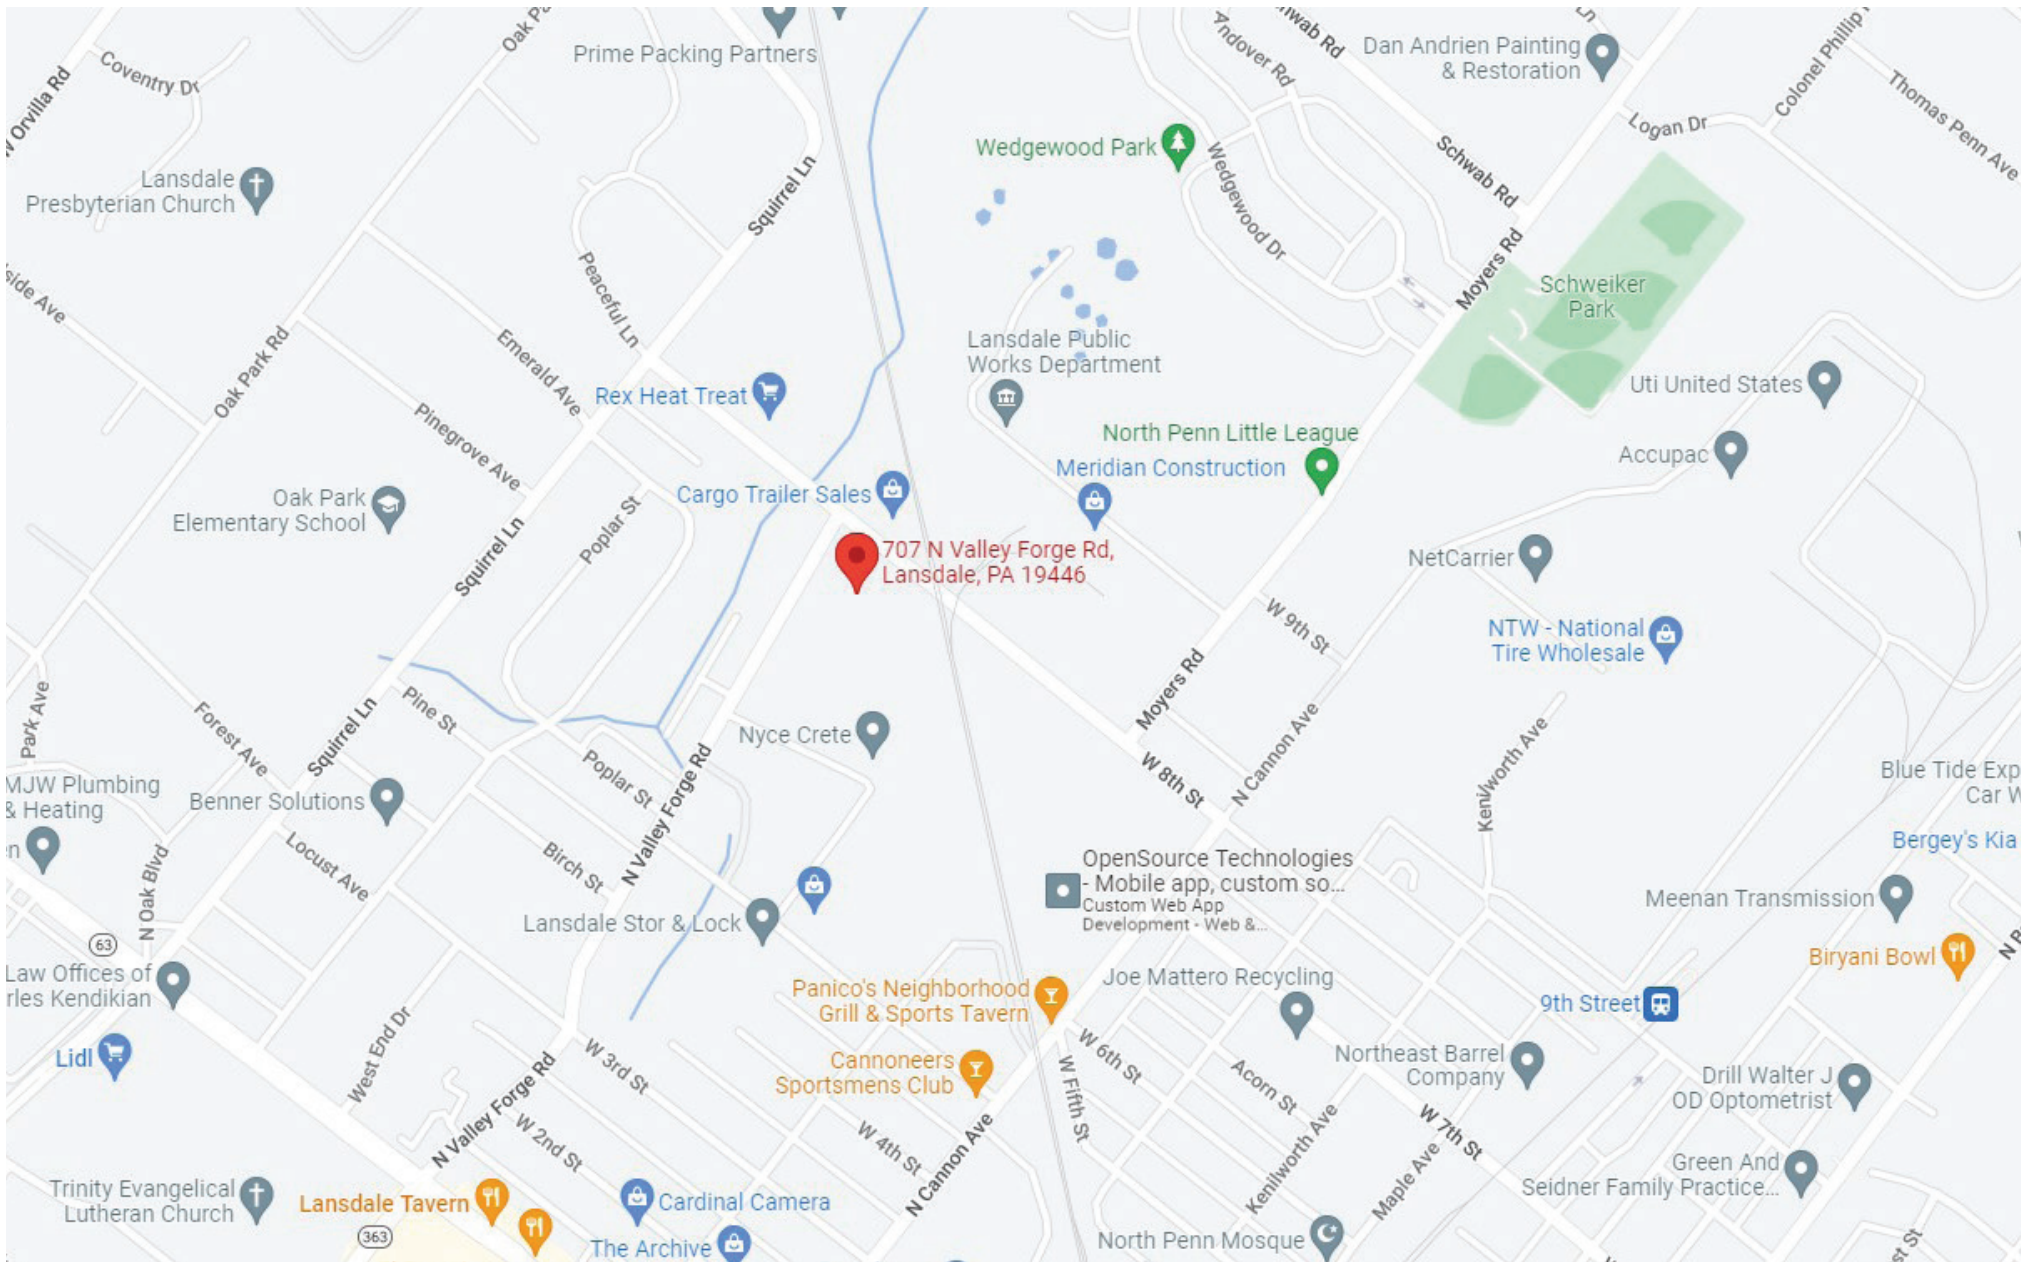 Prime Packing Partners
Oak Pa
Coventry Dr
Orvilla Rd
Andover Rd
Schwab Rd
Dan Andrien Painting
& Restoration
Ln
Colonel Phillip
Thomas Penn Ave
Logan Dr
Wedgewood Park
Schwab Rd
Lansdale
Presbyterian Church
Squirrel Ln
Wedgewood Dr
Peaceful Ln
Moyers Rd
Schweiker
Park
side Ave
Oak Park Rd
Emerald Ave
Lansdale Public
Works Department
Rex Heat Treat
Uti United States
Pinegrove Ave
North Penn Little League
Meridian Construction
Accupac
Oak Park
Elementary School
Cargo Trailer Sales
Poplar St
Squirrel Ln
707 N Valley Forge Rd,
Lansdale, PA 19446
NetCarrier
W 9th St
NTW - National
Tire Wholesale
Park Ave
Forest Ave
Squirrel Ln
Pine St
Moyers Rd
Nyce Crete
N Cannon Ave
Kenilworth Ave
MJW Plumbing
& Heating
Benner Solutions
Poplar St
N Valley Forge Rd
W 8th St
Blue Tide Exp
Car W
en
Bergey's Kia
N Oak Blvd
Locust Ave
Birch St
OpenSource Technologies
- Mobile app, custom so...
Custom Web App
Development - Web &...
Meenan Transmission
Lansdale Stor & Lock
63
Biryani Bowl
N B
Law Offices of
rles Kendikian
Panico's Neighborhood
Grill & Sports Tavern
Joe Mattero Recycling
9th Street
Lidl
West End Dr
W 3rd St
Cannoneers
Sportsmens Club
W 6th St
W Fifth St
Acorn St
Northeast Barrel
Company
Drill Walter J
OD Optometrist
N Valley Forge Rd
W 2nd St
W 4th St
N Cannon Ave
Kenilworth Ave
Maple Ave
W 7th St
Green And
Seidner Family Practice...
Trinity Evangelical
Lutheran Church
Lansdale Tavern
Cardinal Camera
363
The Archive
North Penn Mosque
st St